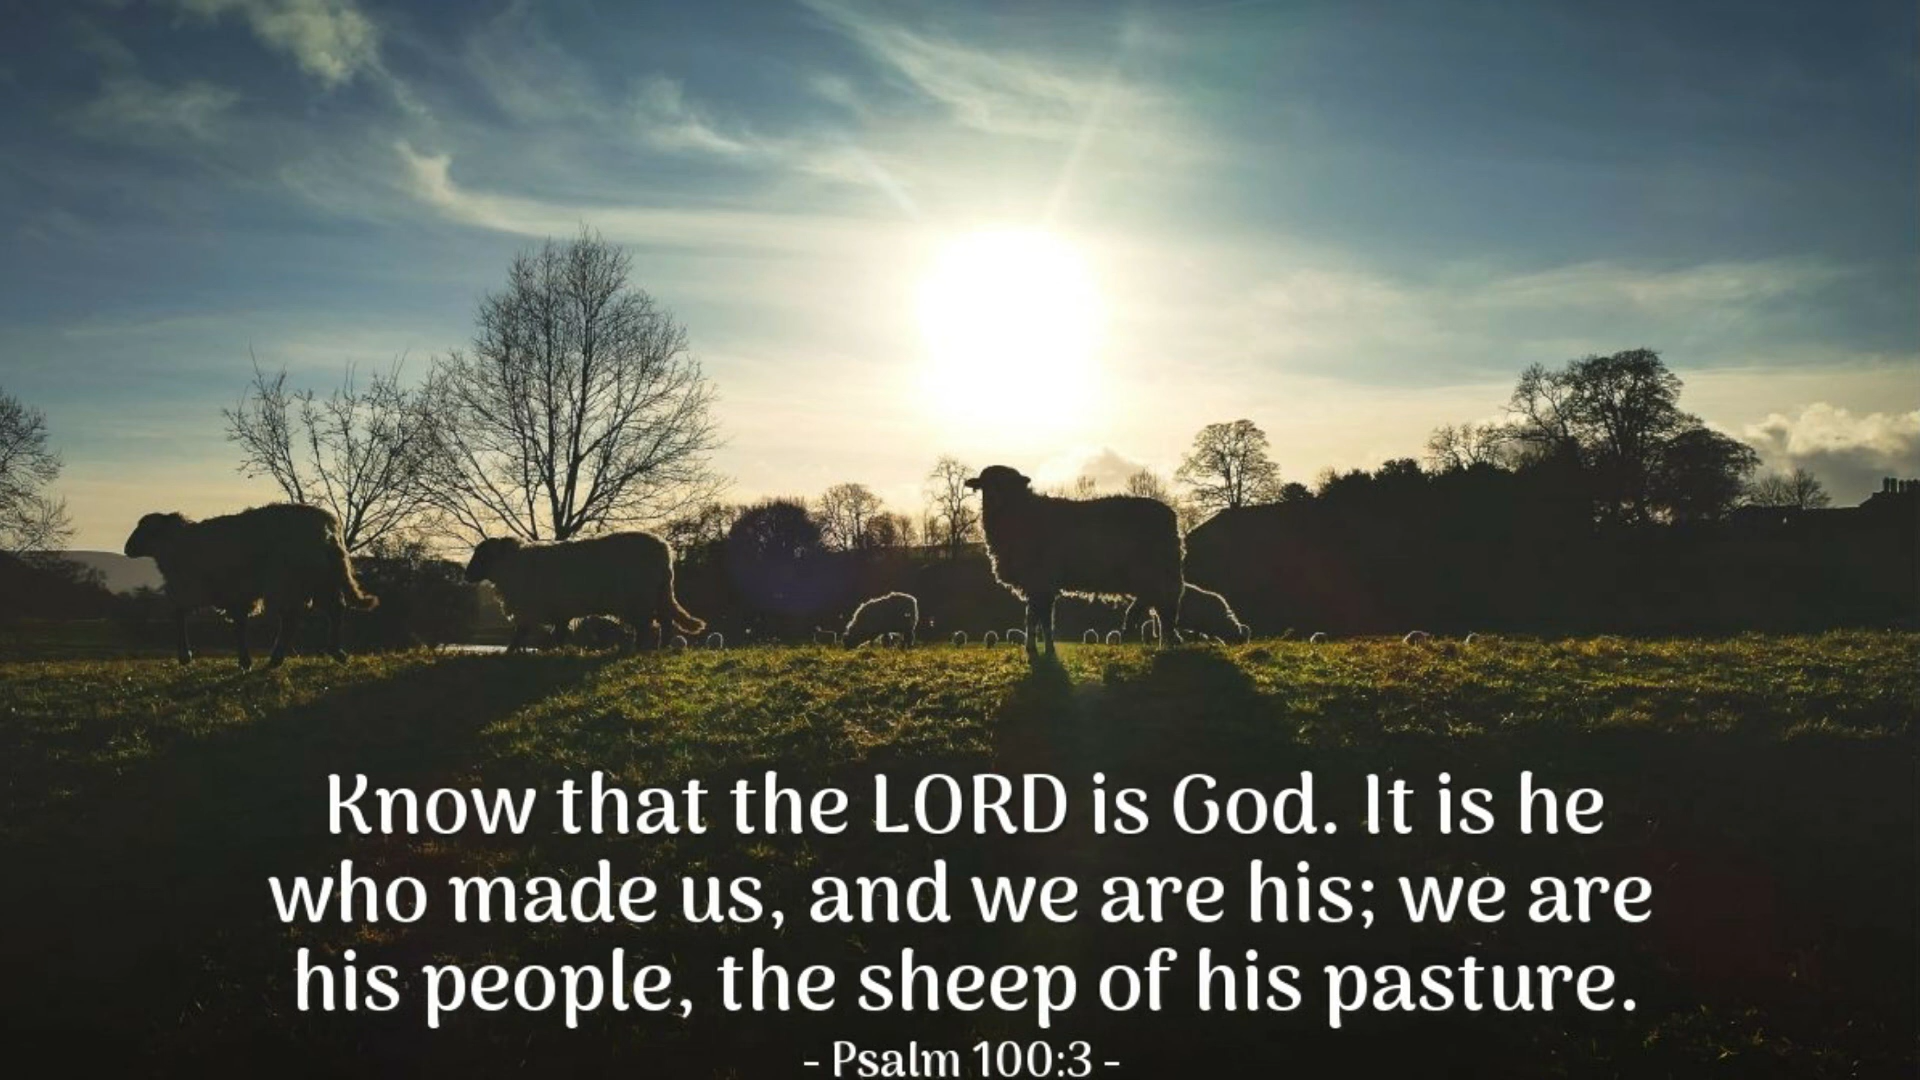 Know that the LORD is God. It is he
who made us, and we are his; we are
his people, the sheep of his pasture.
- Psalm 100:3 -